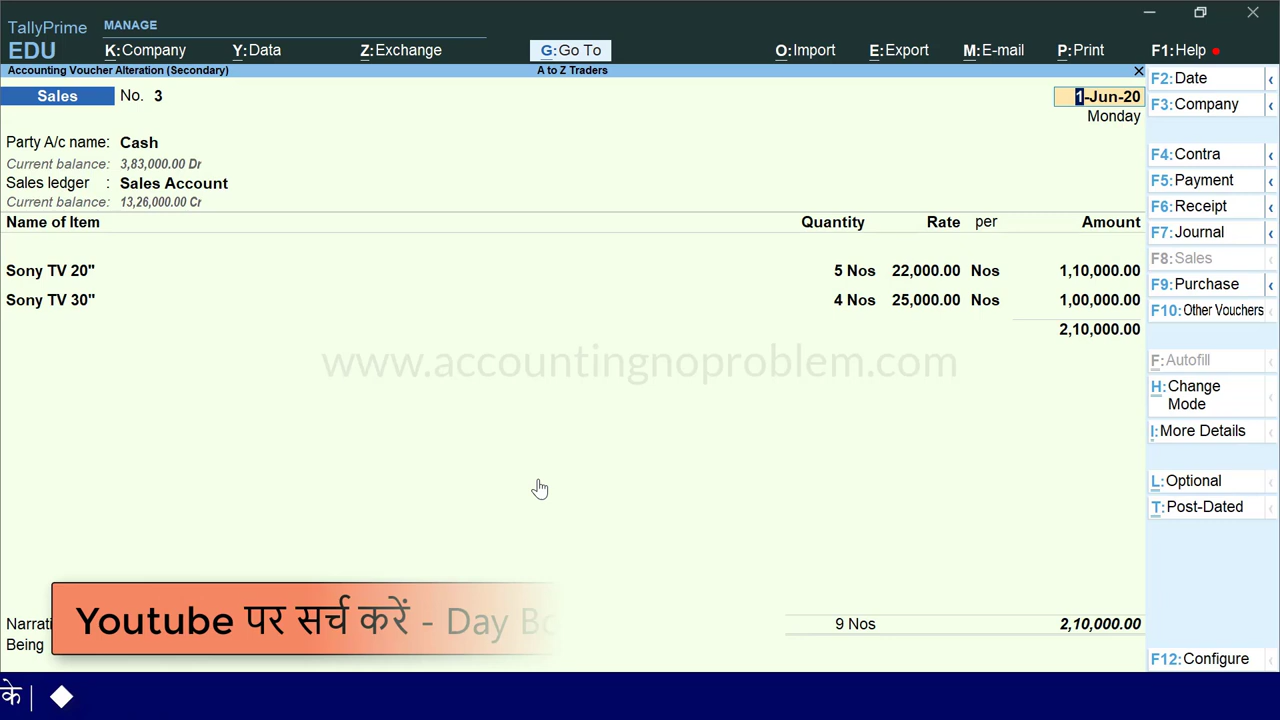 TallyPrime MANAGE
EDU K:Company Y:Data Z:Exchange G:Go To O:Import E:Export M:E-mail P:Print F1:Help
Accounting Voucher Alteration (Secondary) A to Z Traders
Sales No. 3 1-Jun-20
Monday
Party A/c name: Cash
Current balance: 3,83,000.00 Dr
Sales ledger : Sales Account
Current balance: 13,26,000.00 Cr
Name of Item Quantity Rate per Amount
Sony TV 20" 5 Nos 22,000.00 Nos 1,10,000.00
Sony TV 30" 4 Nos 25,000.00 Nos 1,00,000.00
2,10,000.00
www.accountingnoproblem.com
Youtube पर सर्च करें - Day Bo
Narrati 9 Nos 2,10,000.00
Being
F2:Date
F3:Company
F4:Contra
F5:Payment
F6:Receipt
F7:Journal
F8:Sales
F9:Purchase
F10:Other Vouchers
F:Autofill
H:Change
Mode
I:More Details
L:Optional
T:Post-Dated
F12:Configure
के |